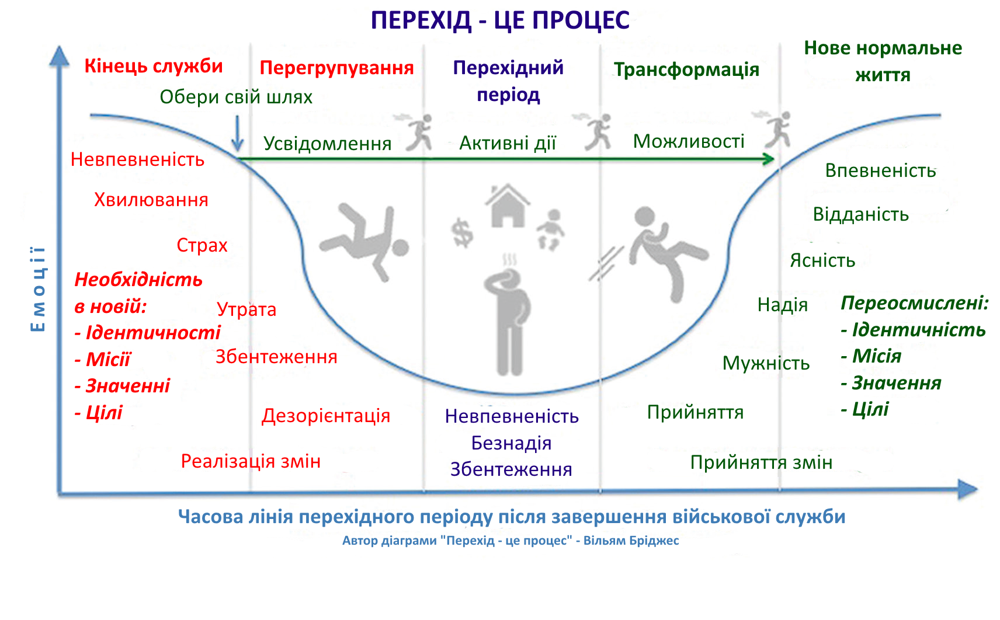 ПЕРЕХІД - ЦЕ ПРОЦЕС
Кінець служби
Перегрупування
Перехідний
період
Трансформація
Нове нормальне
життя
Обери свій шлях
Усвідомлення
Активні дії
Можливості
Невпевненість
Хвилювання
Страх
Необхідність
в новій:
- Ідентичності
- Місії
- Значенні
- Цілі
Утрата
Збентеження
Дезорієнтація
Реалізація змін
$
Невпевненість
Безнадія
Збентеження
Впевненість
Відданість
Ясність
Надія
Мужність
Прийняття
Прийняття змін
Переосмислені:
- Ідентичність
- Місія
- Значення
- Цілі
Емоції
Часова лінія перехідного періоду після завершення військової служби
Автор діаграми "Перехід - це процес" - Вільям Бріджес